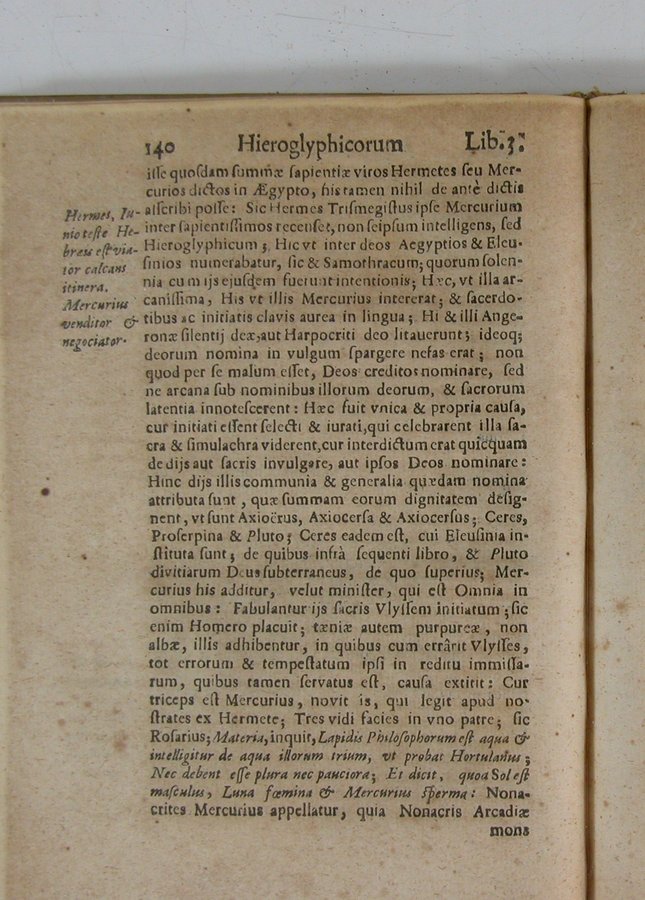 140 Hieroglyphicorum Lib. 3.
isse quosdam summæ sapientiæ viros Hermetes seu Mer-
curios dictos in Ægypto, his tamen nihil de antè dictis
Hermes, Iu-
nio teste He-
bræis est via-
tor calcans
itinera.
Mercurius
venditor &
negociator.
asscribi posse: Sic Hermes Trismegistus ipse Mercurium
inter sapientissimos recenset, non seipsum intelligens, sed
Hieroglyphicum; Hic vt inter deos Aegyptios & Eleu-
sinios numerabatur, sic & Samothracum; quorum solen-
nia cum ijs ejusdem fuerunt intentionis; Hæc, vt illa ar-
canissima, His vt illis Mercurius intererat; & sacerdo-
tibus ac initiatis clavis aurea in lingua; Hi & illi Ange-
ronæ silentij deæ, aut Harpocriti deo litauerunt; ideoq;
deorum nomina in vulgum spargere nefas erat; non
quod per se malum esset, Deos creditos nominare, sed
ne arcana sub nominibus illorum deorum, & sacrorum
latentia innotescerent: Hæc fuit vnica & propria causa,
cur initiati essent selecti & iurati, qui celebrarent illa sa-
cra & simulachra viderent, cur interdictum erat quicquam
de dijs aut sacris invulgare, aut ipsos Deos nominare:
Hinc dijs illis communia & generalia quædam nomina
attributa sunt, quæ summam eorum dignitatem desig-
nent, vt sunt Axioërus, Axiocersa & Axiocersus; Ceres,
Proserpina & Pluto; Ceres eadem est, cui Eleusinia in-
stituta sunt; de quibus infrà sequenti libro, & Pluto
divitiarum Deus subterraneus, de quo superius; Mer-
curius his additur, velut minister, qui est Omnia in
omnibus: Fabulantur ijs sacris Vlyssem initiatum; sic
enim Homero placuit; tæniæ autem purpureæ, non
albæ, illis adhibentur, in quibus cum errârit Vlysses,
tot errorum & tempestatum ipsi in reditu immissa-
rum, quibus tamen servatus est, causa extitit: Cur
triceps est Mercurius, novit is, qui legit apud no-
strates ex Hermete; Tres vidi facies in vno patre; sic
Rosarius; Materia, inquit, Lapidis Philosophorum est aqua &
intelligitur de aqua illorum trium, vt probat Hortulanus;
Nec debent esse plura nec pauciora; Et dicit, quod Sol est
masculus, Luna fœmina & Mercurius sperma: Nona-
crites Mercurius appellatur, quia Nonacris Arcadiæ
mons